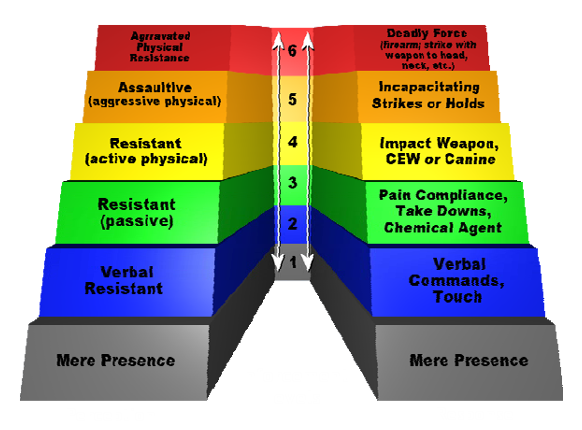 Agrravated
Physical
Resistance
6
Deadly Force
(firearm; strike with
weapon to head,
neck, etc.)
Assaultive
(aggressive physical)
5
Incapacitating
Strikes or Holds
Resistant
(active physical)
4
Impact Weapon,
CEW or Canine
Resistant
(passive)
3
Pain Compliance,
Take Downs,
Chemical Agent
Verbal
Resistant
2
Verbal
Commands,
Touch
Mere Presence
1
Mere Presence